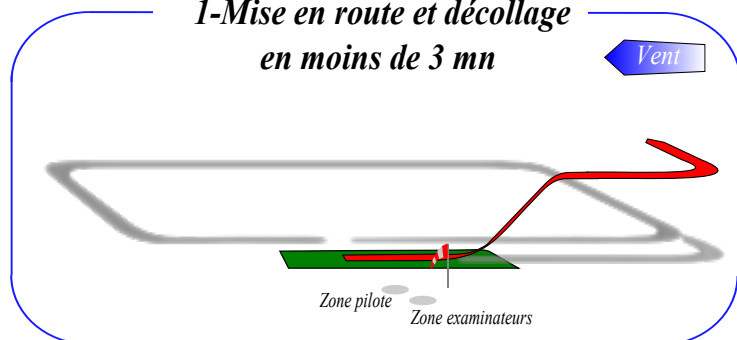 1-Mise en route et décollage
en moins de 3 mn
Vent
Zone pilote
Zone examinateurs